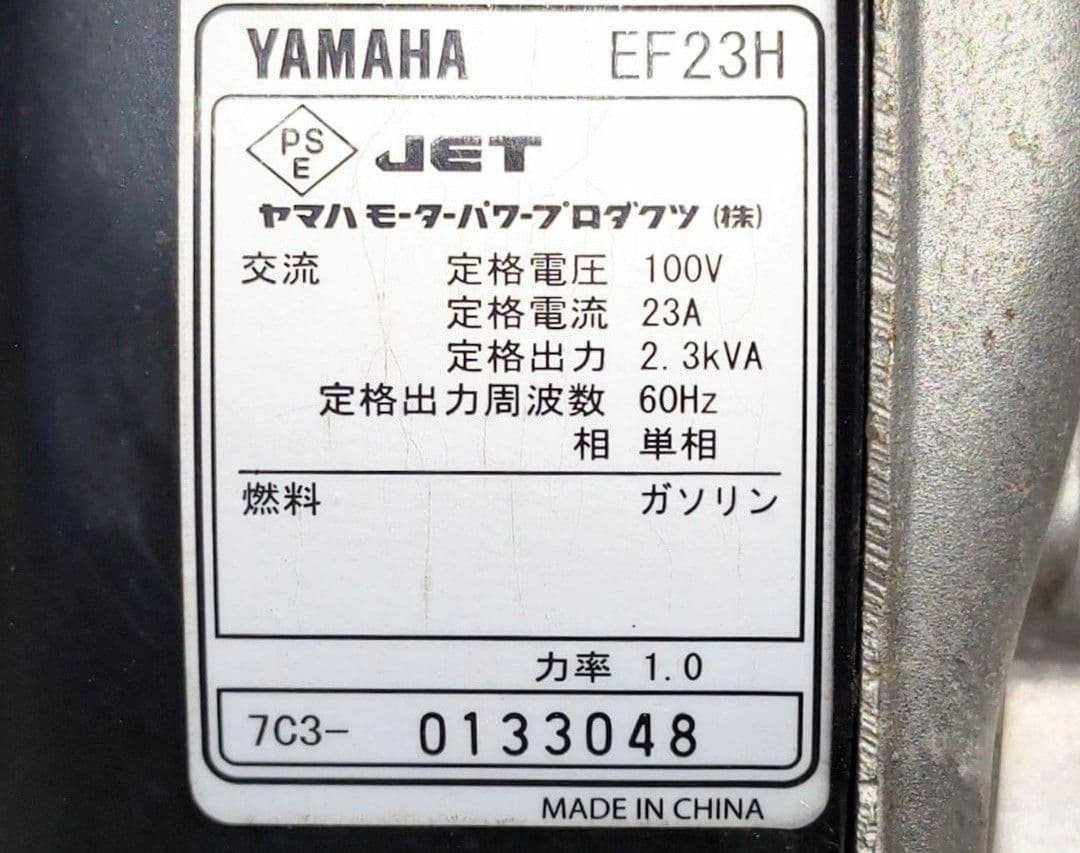 YAMAHA EF23H
PS E JET
ヤマハモーターパワープロダクツ(株)
交流 定格電圧 100V
定格電流 23A
定格出力 2.3kVA
定格出力周波数 60Hz
相 単相
燃料 ガソリン
力率 1.0
7C3- 0133048
MADE IN CHINA